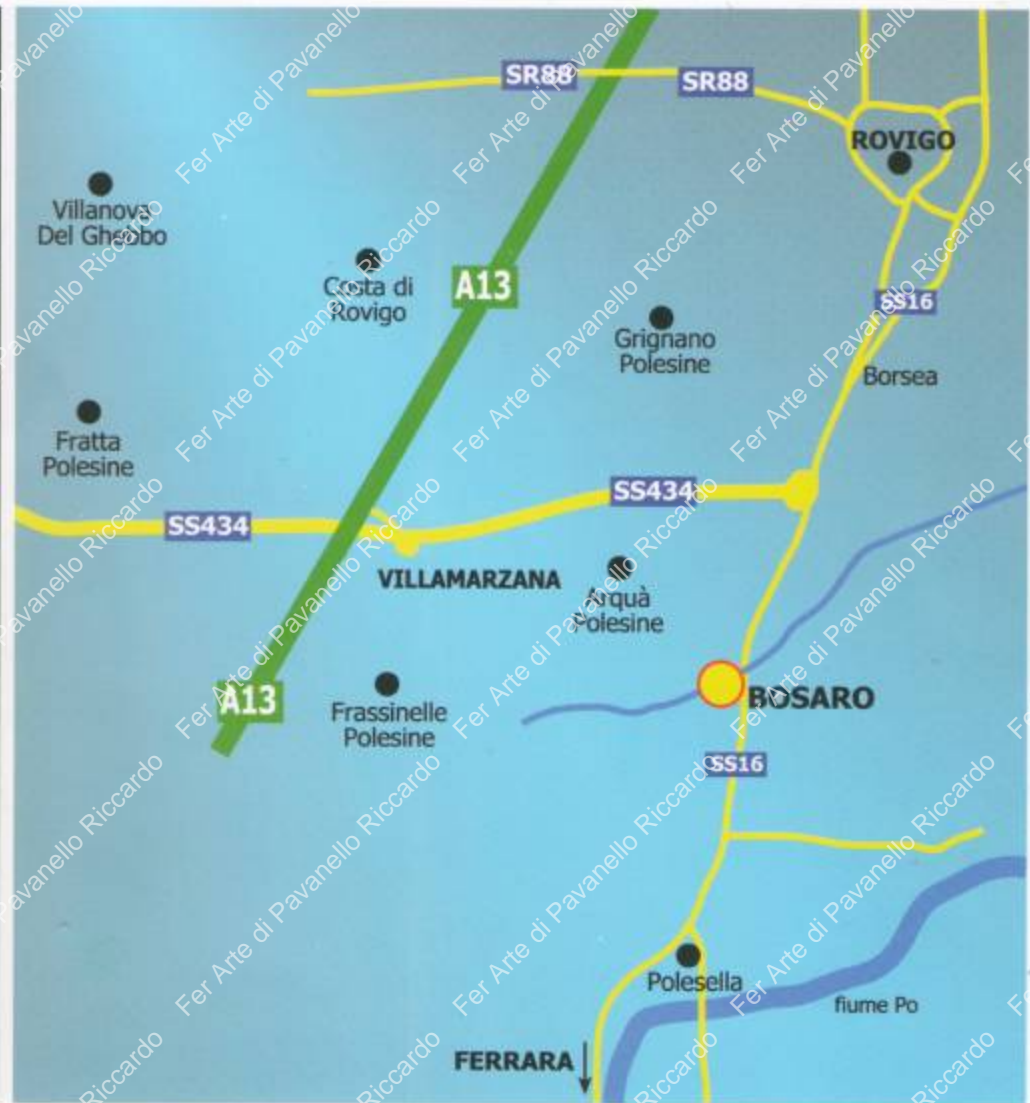 SR88
SR88
ROVIGO
Villanova
Del Ghebbo
Costa di
Rovigo
A13
SS16
Grignano
Polesine
Borsea
Fratta
Polesine
SS434
SS434
VILLAMARZANA
Arquà
Polesine
A13
Frassinelle
Polesine
BOSARO
SS16
Polesella
fiume Po
FERRARA
Fer Arte di Pavanello Riccardo